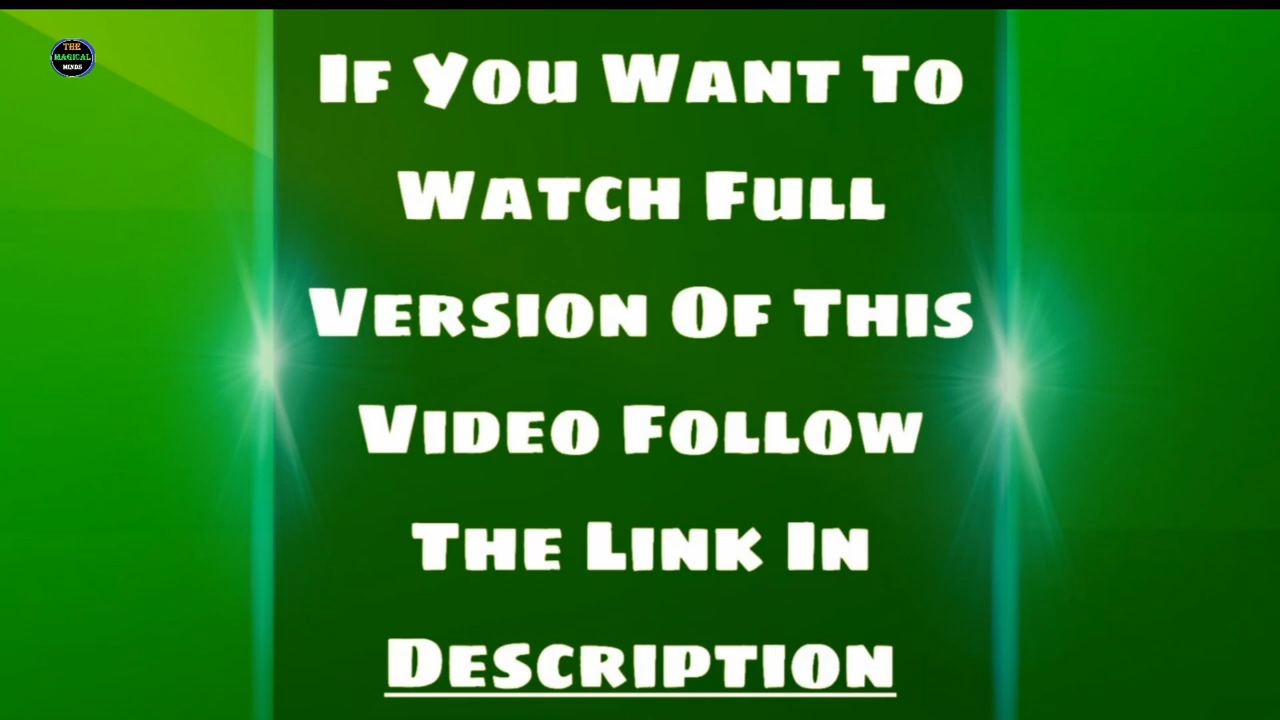 THE
MAGICAL
MINDS
IF YOU WANT TO
WATCH FULL
VERSION OF THIS
VIDEO FOLLOW
THE LINK IN
DESCRIPTION